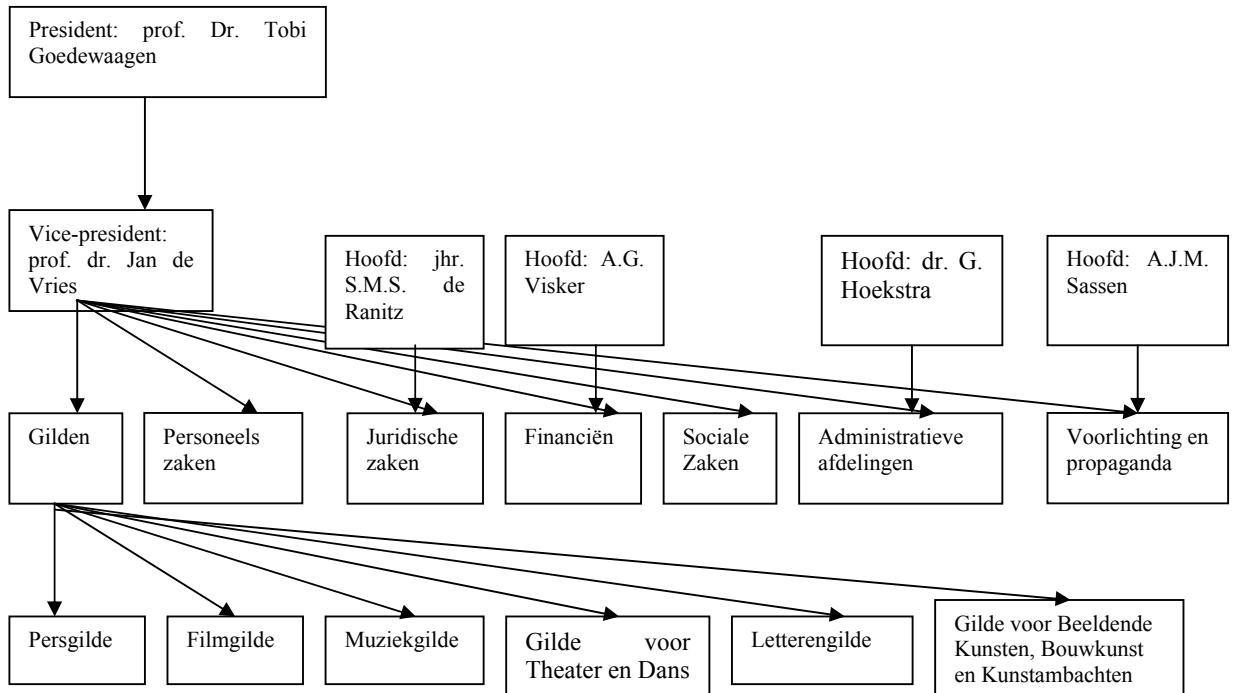 President: prof. Dr. Tobi
Goedewaagen
Vice-president:
prof. dr. Jan de
Vries
Hoofd: jhr.
S.M.S. de
Ranitz
Hoofd: A.G.
Visker
Hoofd: dr. G.
Hoekstra
Hoofd: A.J.M.
Sassen
Gilden
Personeels
zaken
Juridische
zaken
Financiën
Sociale
Zaken
Administratieve
afdelingen
Voorlichting en
propaganda
Persgilde
Filmgilde
Muziekgilde
Gilde voor
Theater en Dans
Letterengilde
Gilde voor Beeldende
Kunsten, Bouwkunst
en Kunstambachten